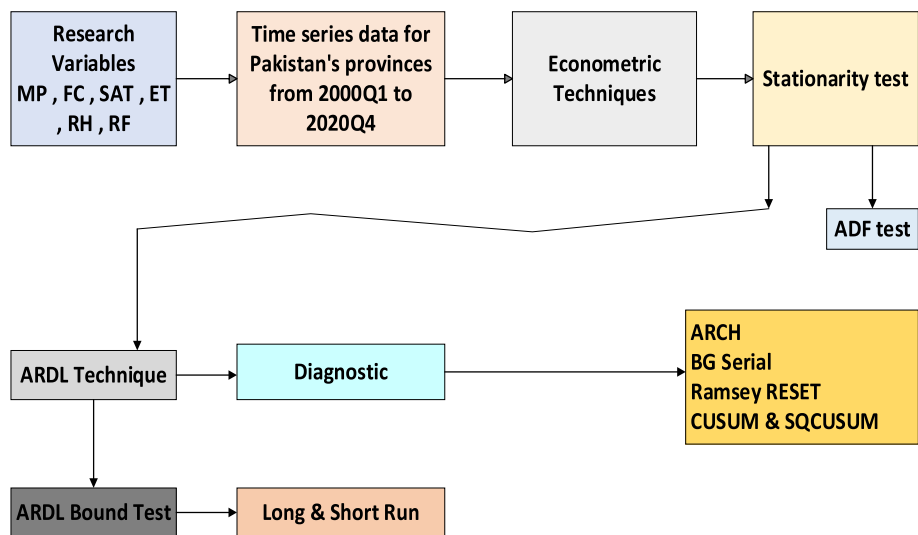 Research
Variables
MP , FC , SAT , ET
, RH , RF
Time series data for
Pakistan's provinces
from 2000Q1 to
2020Q4
Econometric
Techniques
Stationarity test
ADF test
ARDL Technique
Diagnostic
ARCH
BG Serial
Ramsey RESET
CUSUM & SQCUSUM
ARDL Bound Test
Long & Short Run